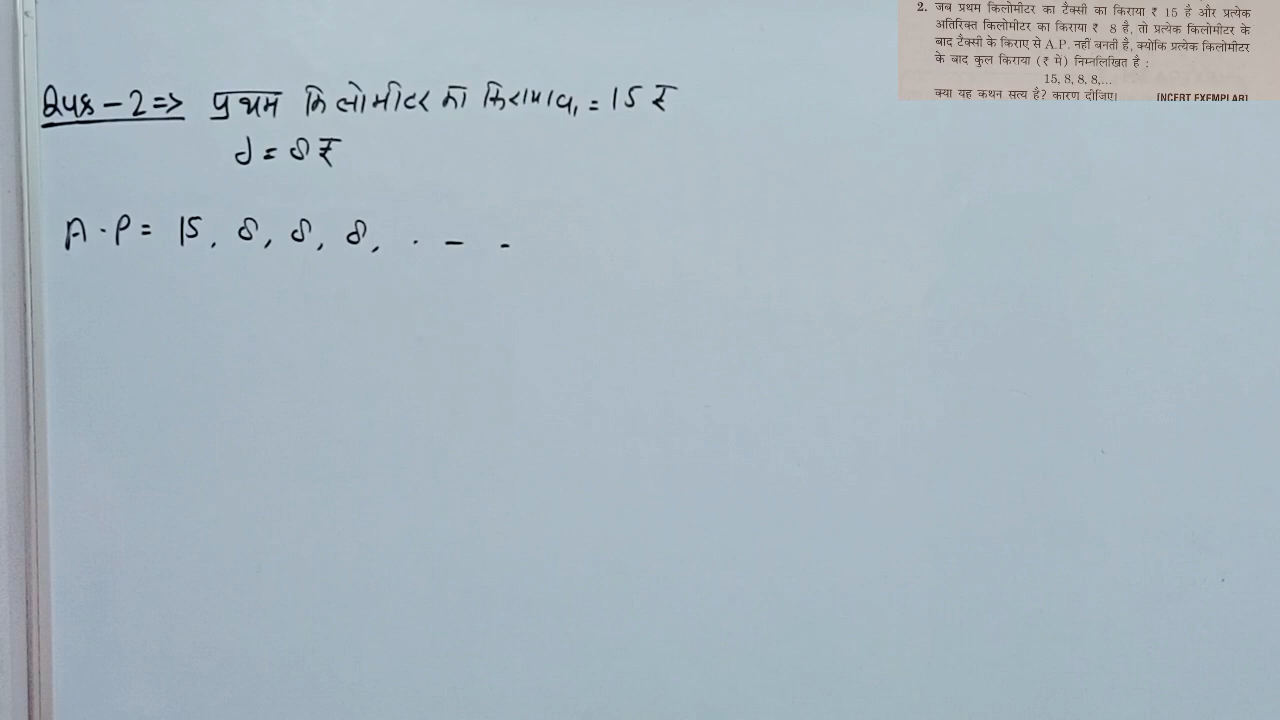 2. जब प्रथम किलोमीटर का टैक्सी का किराया ₹ 15 है और प्रत्येक
अतिरिक्त किलोमीटर का किराया ₹ 8 है, तो प्रत्येक किलोमीटर के
बाद टैक्सी के किराए से A.P. नहीं बनती है, क्योंकि प्रत्येक किलोमीटर
के बाद कुल किराया (₹ में) निम्नलिखित है :
15, 8, 8, 8,...
क्या यह कथन सत्य है? कारण दीजिए। [NCERT EXEMPLAR]
Qus - 2 => प्रथम किलोमीटर का किराया a₁ = 15 ₹
d = 8 ₹
A.P = 15, 8, 8, 8, . - -